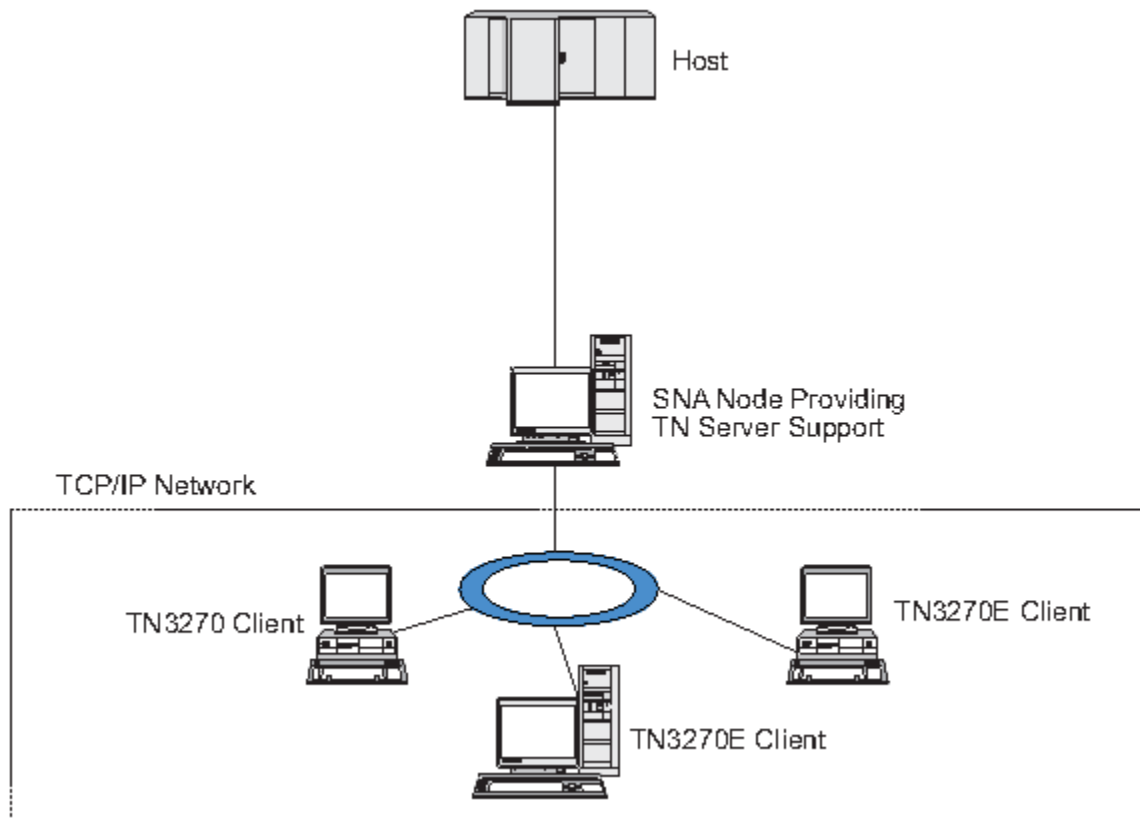 Host
SNA Node Providing
TN Server Support
TCP/IP Network
TN3270 Client
TN3270E Client
TN3270E Client